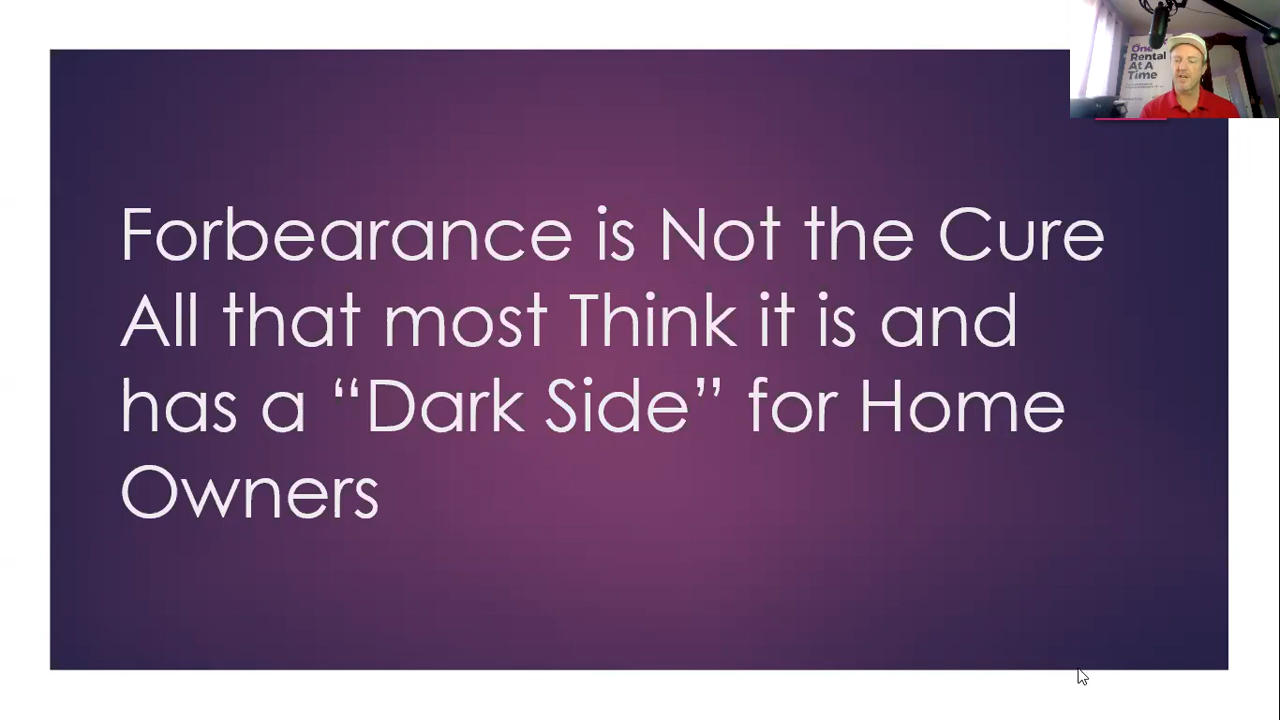 Forbearance is Not the Cure
All that most Think it is and
has a “Dark Side” for Home
Owners
One
Rental
At A
Time